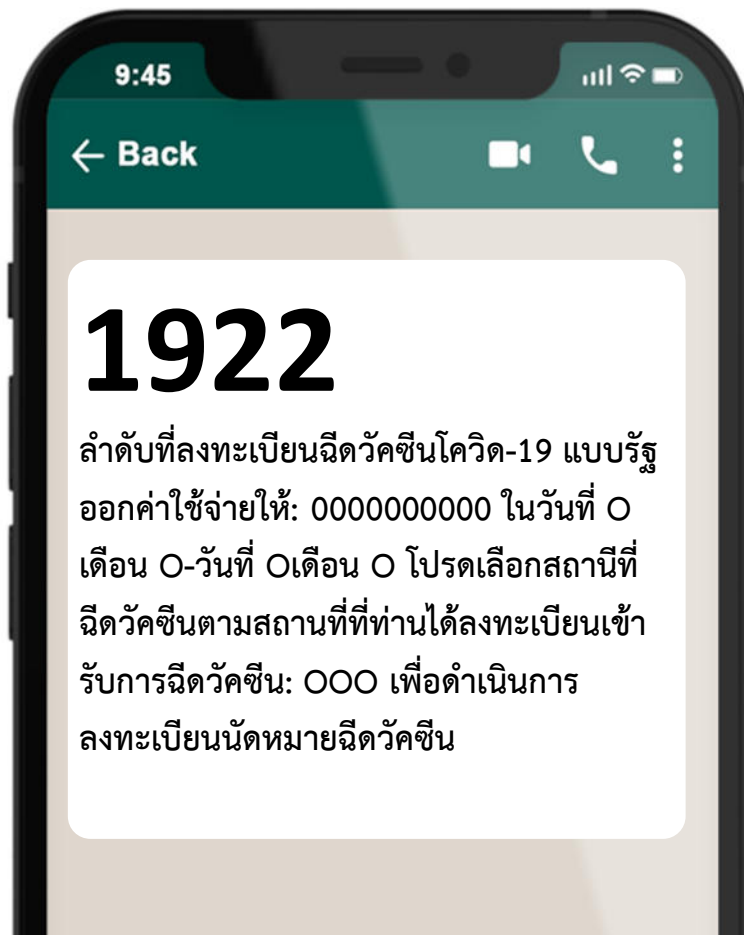 9:45
← Back
1922
ลำดับที่ลงทะเบียนฉีดวัคซีนโควิด-19 แบบรัฐ
ออกค่าใช้จ่ายให้: 0000000000 ในวันที่ O
เดือน O-วันที่ Oเดือน O โปรดเลือกสถานีที่
ฉีดวัคซีนตามสถานที่ที่ท่านได้ลงทะเบียนเข้า
รับการฉีดวัคซีน: OOO เพื่อดำเนินการ
ลงทะเบียนนัดหมายฉีดวัคซีน